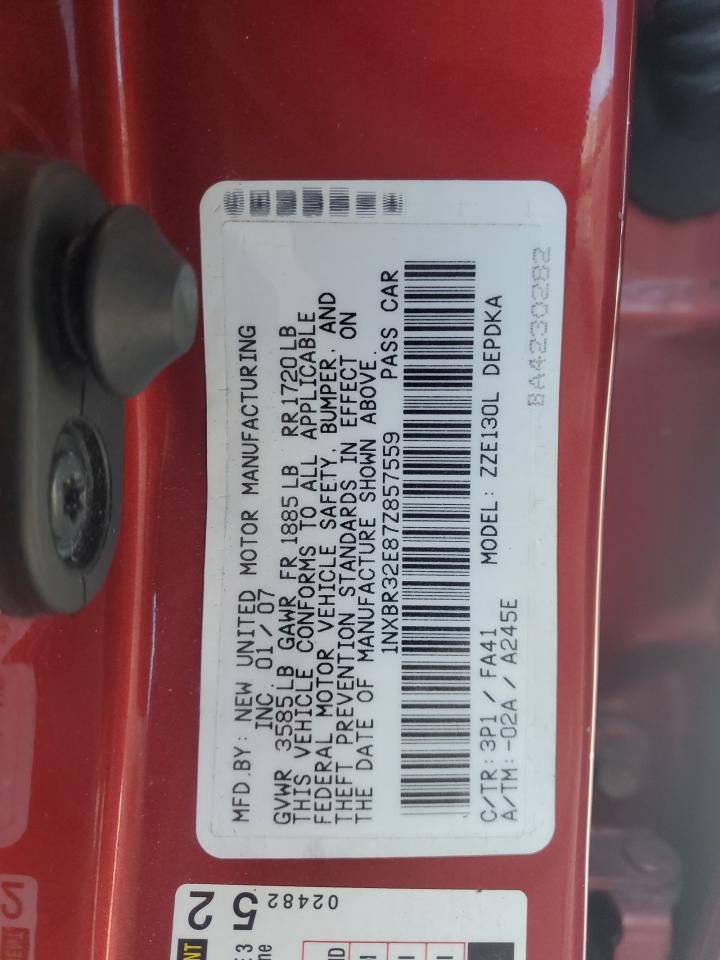 MFD.BY: NEW UNITED MOTOR MANUFACTURING
INC. 01/07
GVWR 3585LB GAWR FR 1885LB RR1720LB
THIS VEHICLE CONFORMS TO ALL APPLICABLE
FEDERAL MOTOR VEHICLE SAFETY, BUMPER, AND
THEFT PREVENTION STANDARDS IN EFFECT ON
THE DATE OF MANUFACTURE SHOWN ABOVE.
1NXBR32E87Z857559 PASS CAR
C/TR: 3P1 / FA41 MODEL: ZZE130L DEPDKA
A/TM: -02A / A245E
BA4230282
02482
5
2